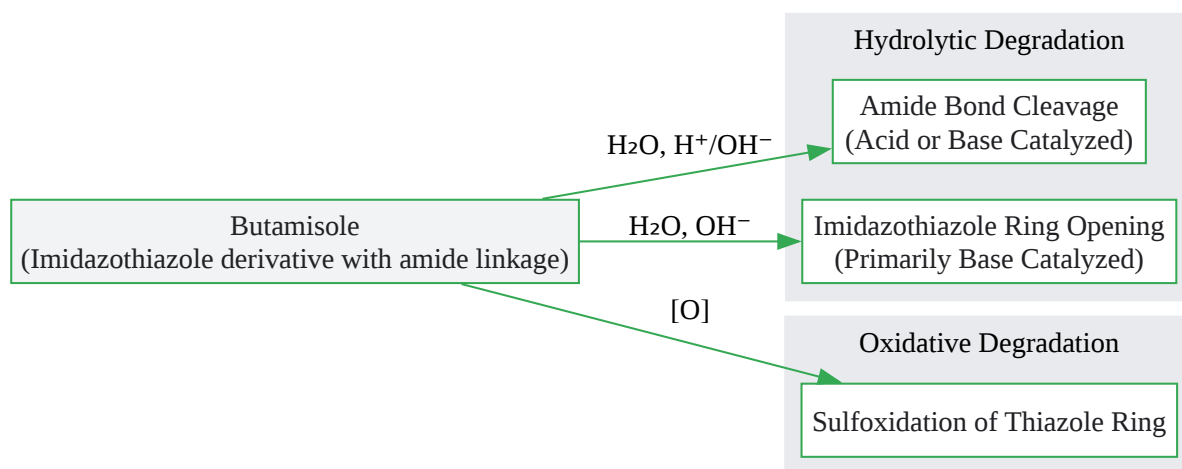 Hydrolytic Degradation
Amide Bond Cleavage
(Acid or Base Catalyzed)
H₂O, H⁺/OH⁻
Butamisole
(Imidazothiazole derivative with amide linkage)
H₂O, OH⁻
Imidazothiazole Ring Opening
(Primarily Base Catalyzed)
[O]
Oxidative Degradation
Sulfoxidation of Thiazole Ring